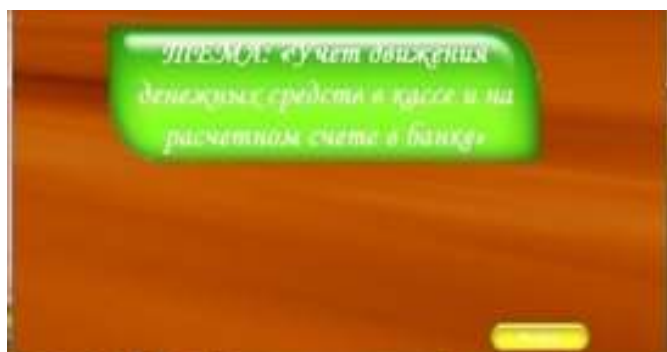 ТЕМА: «Учет движения
денежных средств в кассе и на
расчетном счете в банке»